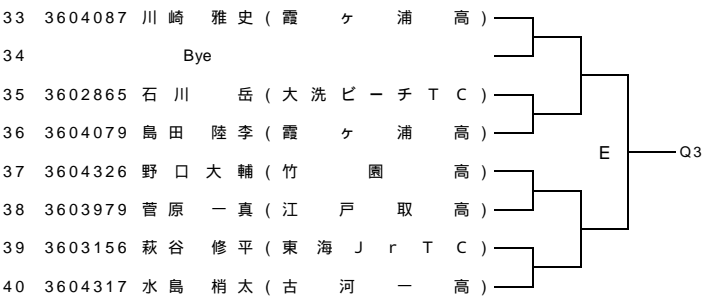 33 3604087 川崎 雅史(霞ヶ浦高)
34 Bye
35 3602865 石川 岳(大洗ビーチTC)
36 3604079 島田 陸李(霞ヶ浦高)
E Q3
37 3604326 野口大輔(竹園高)
38 3603979 菅原 一真(江戸取高)
39 3603156 萩谷 修平(東海JrTC)
40 3604317 水島 梢太(古河一高)